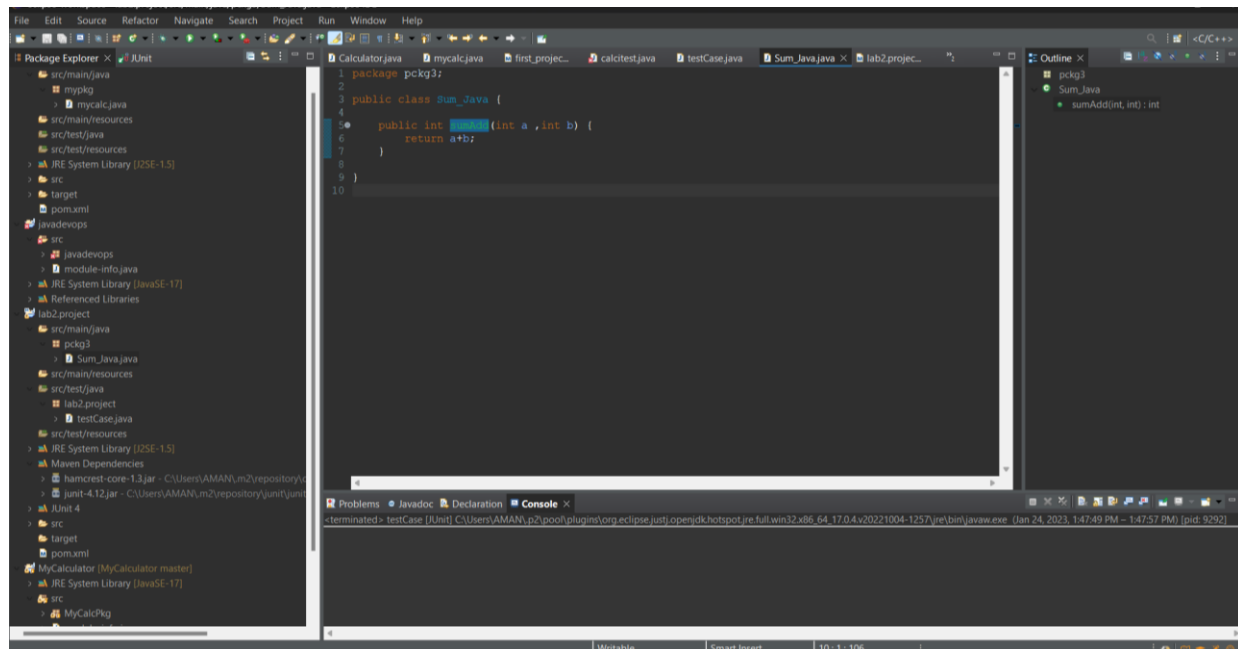 File Edit Source Refactor Navigate Search Project Run Window Help
<C/C++>
Package Explorer JUnit
src/main/java
mypkg
mycalc.java
src/main/resources
src/test/java
src/test/resources
JRE System Library [J2SE-1.5]
src
target
pom.xml
javadevops
src
javadevops
module-info.java
JRE System Library [JavaSE-17]
Referenced Libraries
lab2.project
src/main/java
pckg3
Sum_Java.java
src/main/resources
src/test/java
lab2.project
testCase.java
src/test/resources
JRE System Library [J2SE-1.5]
Maven Dependencies
hamcrest-core-1.3.jar - C:\Users\AMAN\.m2\repository\
junit-4.12.jar - C:\Users\AMAN\.m2\repository\junit\junit
JUnit 4
src
target
pom.xml
MyCalculator [MyCalculator master]
JRE System Library [JavaSE-17]
src
MyCalcPkg
Calculator.java mycalc.java first_projec... calcitest.java testCase.java Sum_Java.java lab2.projec...
1 package pckg3;
2
3 public class Sum_Java {
4
5 public int sumAdd(int a ,int b) {
6 return a+b;
7 }
8
9 }
10
Outline
pckg3
Sum_Java
sumAdd(int, int) : int
Problems Javadoc Declaration Console
<terminated> testCase [JUnit] C:\Users\AMAN\.p2\pool\plugins\org.eclipse.justj.openjdk.hotspot.jre.full.win32.x86_64_17.0.4.v20221004-1257\jre\bin\javaw.exe (Jan 24, 2023, 1:47:49 PM – 1:47:57 PM) [pid: 9292]
Writable Smart Insert 10 : 1 : 106